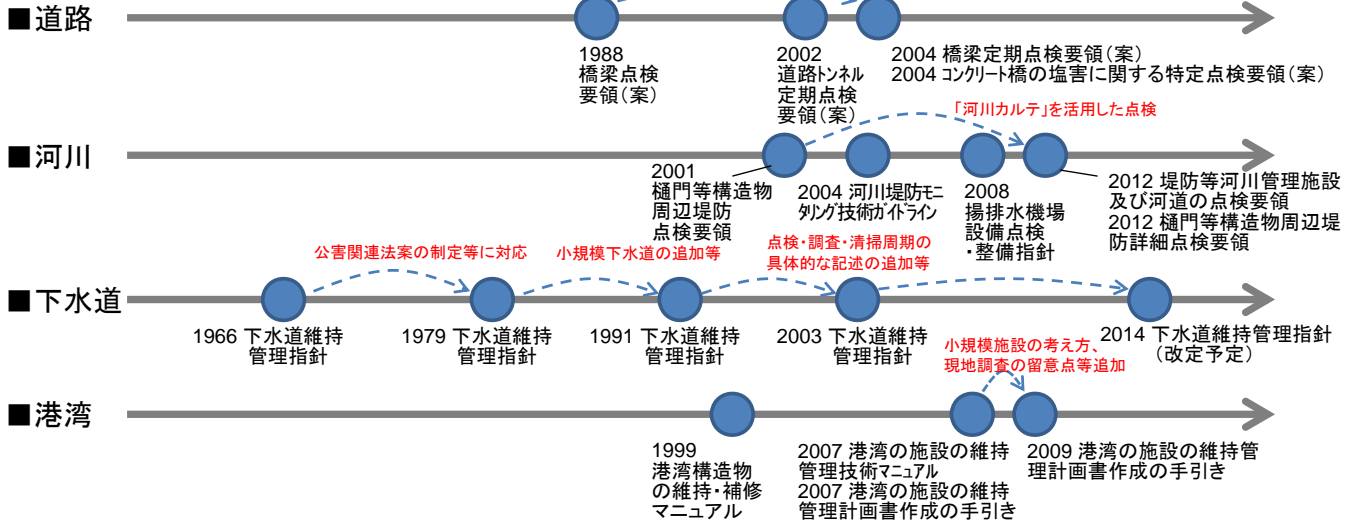 ■道路
1988
橋梁点検
要領(案)
2002
道路トンネル
定期点検
要領(案)
2004 橋梁定期点検要領(案)
2004 コンクリート橋の塩害に関する特定点検要領(案)
「河川カルテ」を活用した点検
■河川
2001
樋門等構造物
周辺堤防
点検要領
2004 河川堤防モニ
タリング技術ガイドライン
2008
揚排水機場
設備点検
・整備指針
2012 堤防等河川管理施設
及び河道の点検要領
2012 樋門等構造物周辺堤
防詳細点検要領
公害関連法案の制定等に対応
小規模下水道の追加等
点検・調査・清掃周期の
具体的な記述の追加等
■下水道
1966 下水道維持
管理指針
1979 下水道維持
管理指針
1991 下水道維持
管理指針
2003 下水道維持
管理指針
2014 下水道維持管理指針
(改定予定)
小規模施設の考え方、
現地調査の留意点等追加
■港湾
1999
港湾構造物
の維持・補修
マニュアル
2007 港湾の施設の維持
管理技術マニュアル
2007 港湾の施設の維持
管理計画書作成の手引き
2009 港湾の施設の維持管
理計画書作成の手引き